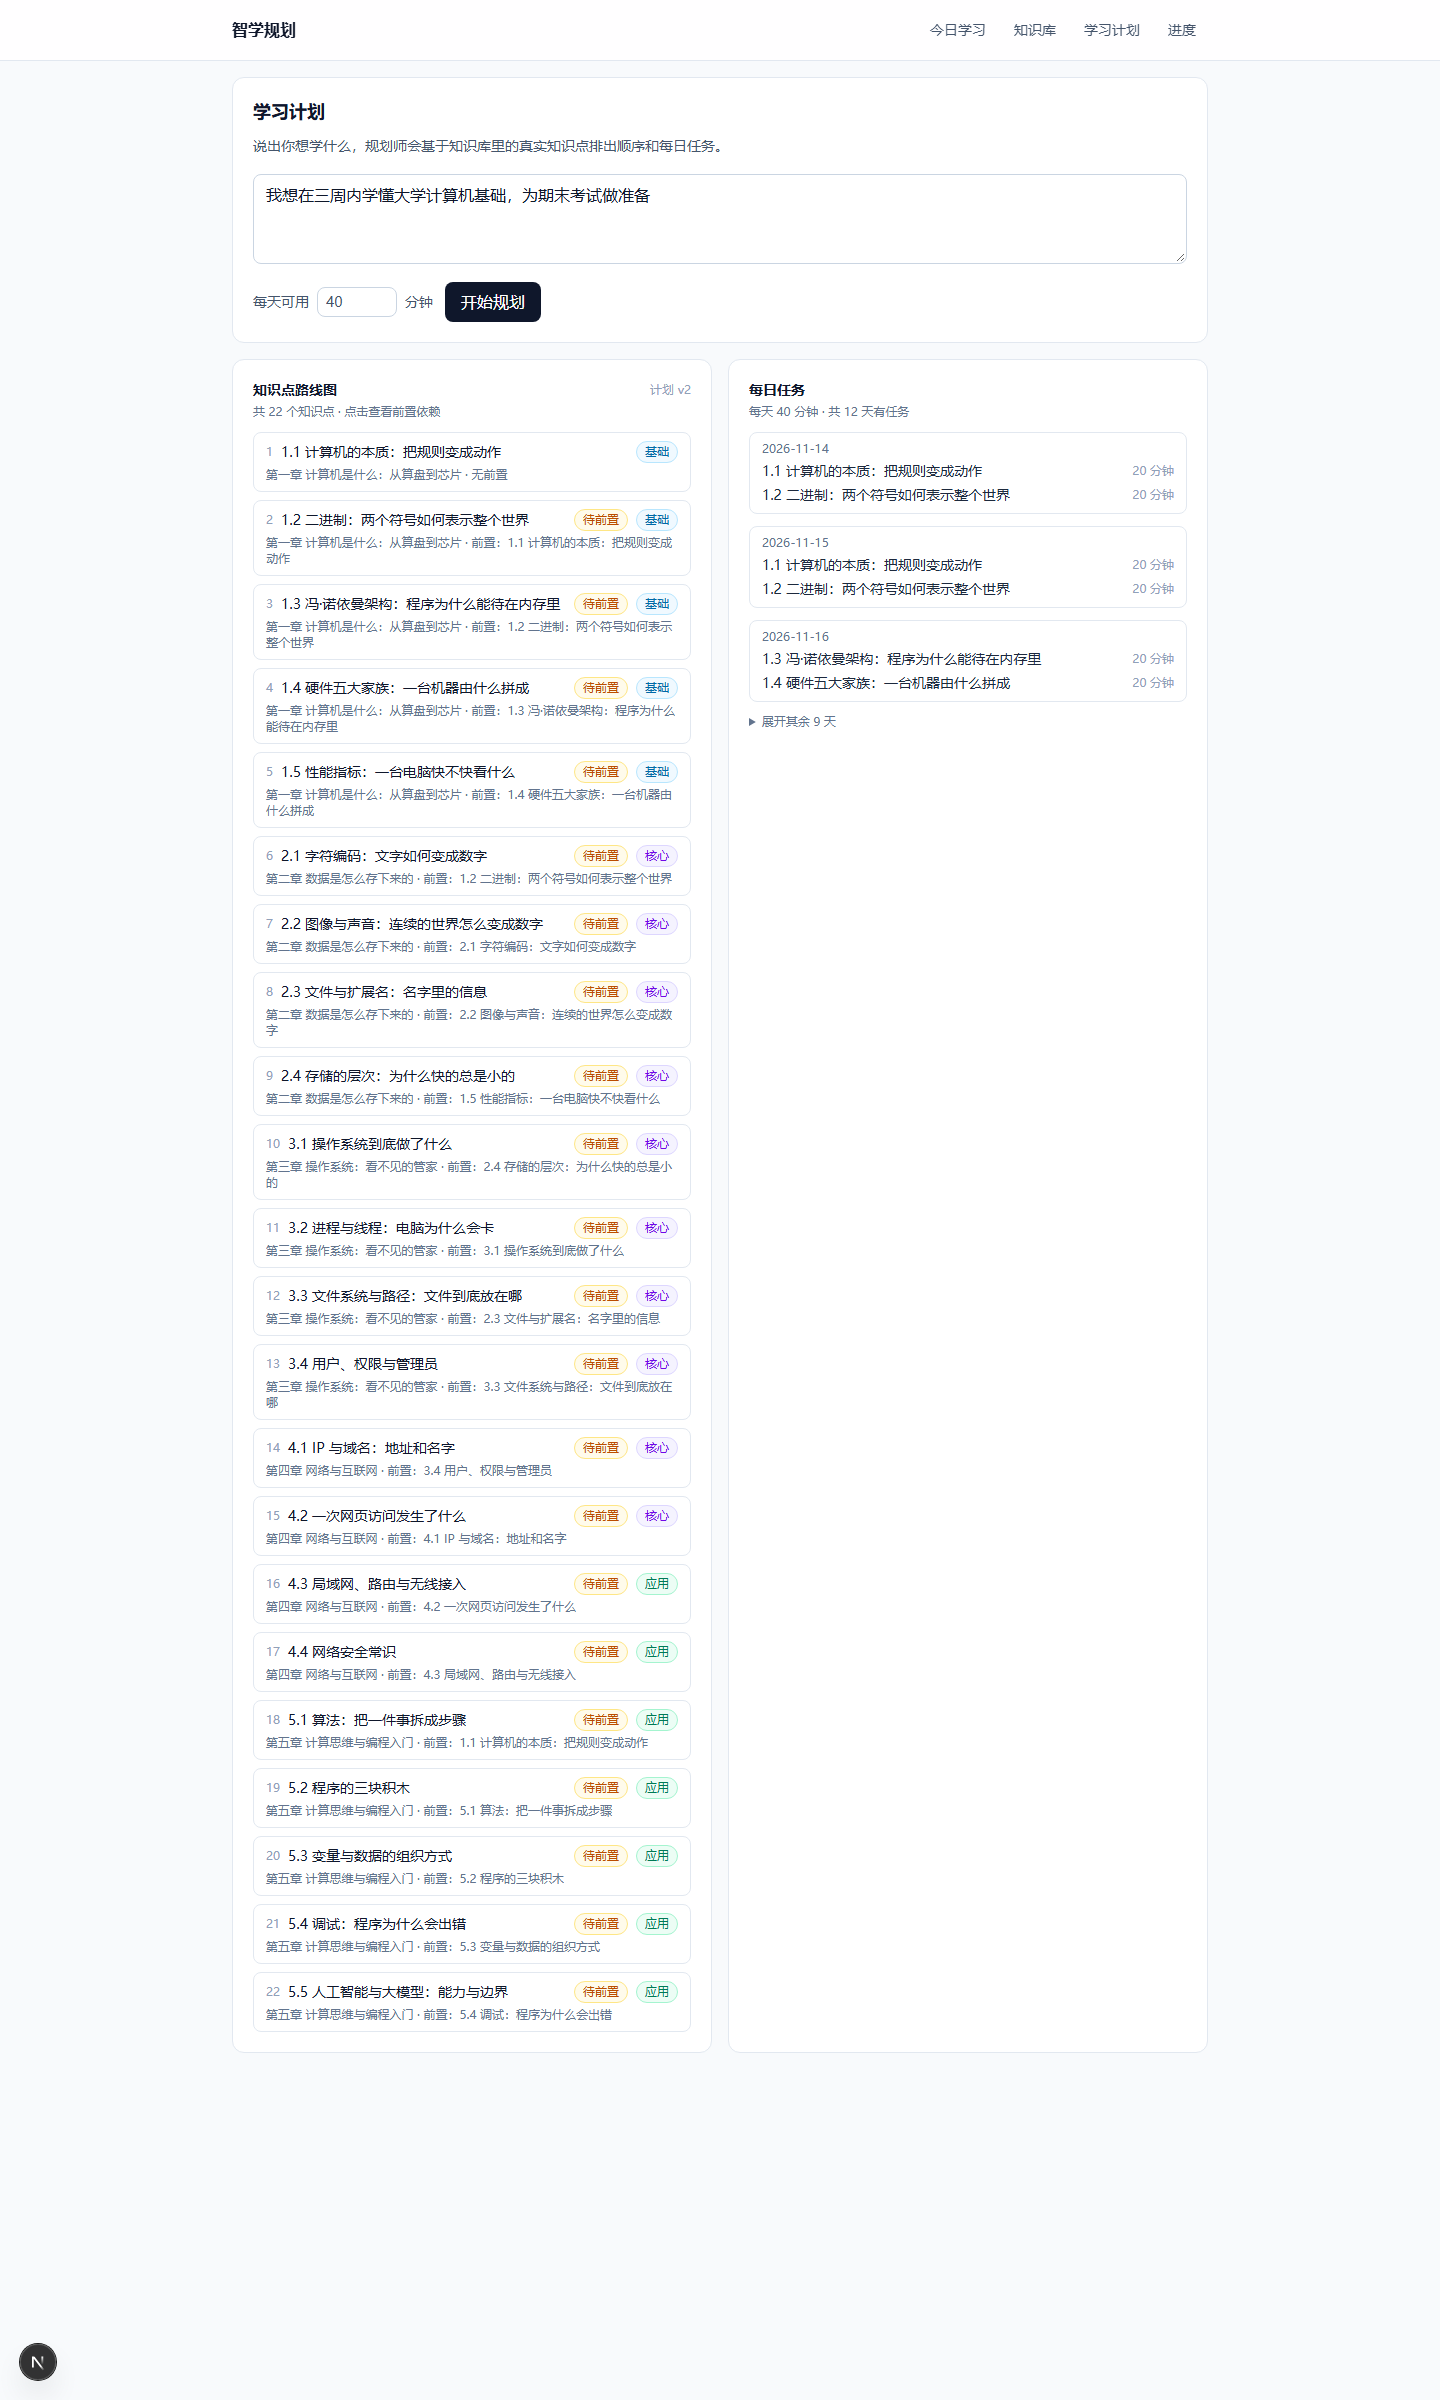 智学规划
今日学习
知识库
学习计划
进度
学习计划
说出你想学什么，规划师会基于知识库里的真实知识点排出顺序和每日任务。
我想在三周内学懂大学计算机基础，为期末考试做准备
每天可用 40 分钟 开始规划
知识点路线图 计划 v2
共 22 个知识点 · 点击查看前置依赖
1 1.1 计算机的本质：把规则变成动作 基础
第一章 计算机是什么：从算盘到芯片 · 无前置
2 1.2 二进制：两个符号如何表示整个世界 待前置 基础
第一章 计算机是什么：从算盘到芯片 · 前置：1.1 计算机的本质：把规则变成
动作
3 1.3 冯·诺依曼架构：程序为什么能待在内存里 待前置 基础
第一章 计算机是什么：从算盘到芯片 · 前置：1.2 二进制：两个符号如何表示
整个世界
4 1.4 硬件五大家族：一台机器由什么拼成 待前置 基础
第一章 计算机是什么：从算盘到芯片 · 前置：1.3 冯·诺依曼架构：程序为什么
能待在内存里
5 1.5 性能指标：一台电脑快不快看什么 待前置 基础
第一章 计算机是什么：从算盘到芯片 · 前置：1.4 硬件五大家族：一台机器由
什么拼成
6 2.1 字符编码：文字如何变成数字 待前置 核心
第二章 数据是怎么存下来的 · 前置：1.2 二进制：两个符号如何表示整个世界
7 2.2 图像与声音：连续的世界怎么变成数字 待前置 核心
第二章 数据是怎么存下来的 · 前置：2.1 字符编码：文字如何变成数字
8 2.3 文件与扩展名：名字里的信息 待前置 核心
第二章 数据是怎么存下来的 · 前置：2.2 图像与声音：连续的世界怎么变成数
字
9 2.4 存储的层次：为什么快的总是小的 待前置 核心
第二章 数据是怎么存下来的 · 前置：1.5 性能指标：一台电脑快不快看什么
10 3.1 操作系统到底做了什么 待前置 核心
第三章 操作系统：看不见的管家 · 前置：2.4 存储的层次：为什么快的总是小
的
11 3.2 进程与线程：电脑为什么会卡 待前置 核心
第三章 操作系统：看不见的管家 · 前置：3.1 操作系统到底做了什么
12 3.3 文件系统与路径：文件到底放在哪 待前置 核心
第三章 操作系统：看不见的管家 · 前置：2.3 文件与扩展名：名字里的信息
13 3.4 用户、权限与管理员 待前置 核心
第三章 操作系统：看不见的管家 · 前置：3.3 文件系统与路径：文件到底放在
哪
14 4.1 IP 与域名：地址和名字 待前置 核心
第四章 网络与互联网 · 前置：3.4 用户、权限与管理员
15 4.2 一次网页访问发生了什么 待前置 核心
第四章 网络与互联网 · 前置：4.1 IP 与域名：地址和名字
16 4.3 局域网、路由与无线接入 待前置 应用
第四章 网络与互联网 · 前置：4.2 一次网页访问发生了什么
17 4.4 网络安全常识 待前置 应用
第四章 网络与互联网 · 前置：4.3 局域网、路由与无线接入
18 5.1 算法：把一件事拆成步骤 待前置 应用
第五章 计算思维与编程入门 · 前置：1.1 计算机的本质：把规则变成动作
19 5.2 程序的三块积木 待前置 应用
第五章 计算思维与编程入门 · 前置：5.1 算法：把一件事拆成步骤
20 5.3 变量与数据的组织方式 待前置 应用
第五章 计算思维与编程入门 · 前置：5.2 程序的三块积木
21 5.4 调试：程序为什么会出错 待前置 应用
第五章 计算思维与编程入门 · 前置：5.3 变量与数据的组织方式
22 5.5 人工智能与大模型：能力与边界 待前置 应用
第五章 计算思维与编程入门 · 前置：5.4 调试：程序为什么会出错
每日任务
每天 40 分钟 · 共 12 天有任务
2026-11-14
1.1 计算机的本质：把规则变成动作 20 分钟
1.2 二进制：两个符号如何表示整个世界 20 分钟
2026-11-15
1.1 计算机的本质：把规则变成动作 20 分钟
1.2 二进制：两个符号如何表示整个世界 20 分钟
2026-11-16
1.3 冯·诺依曼架构：程序为什么能待在内存里 20 分钟
1.4 硬件五大家族：一台机器由什么拼成 20 分钟
展开其余 9 天
N